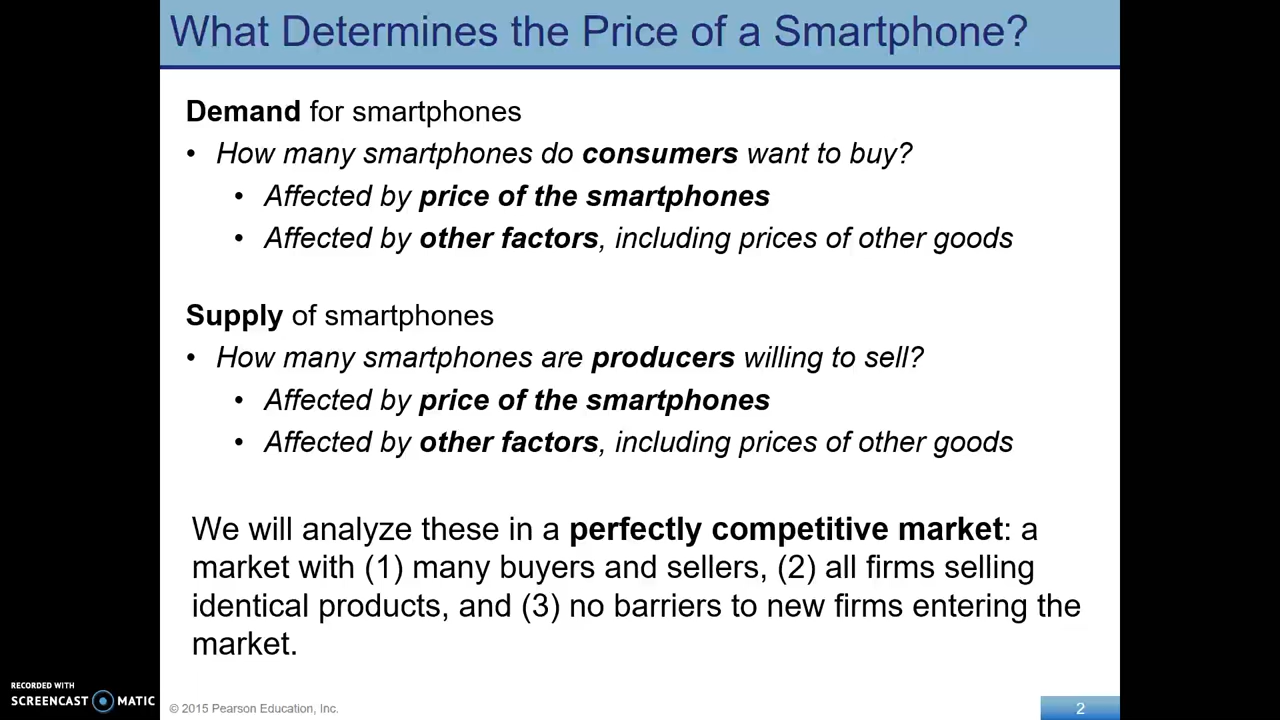 What Determines the Price of a Smartphone?
Demand for smartphones
• How many smartphones do consumers want to buy?
• Affected by price of the smartphones
• Affected by other factors, including prices of other goods
Supply of smartphones
• How many smartphones are producers willing to sell?
• Affected by price of the smartphones
• Affected by other factors, including prices of other goods
We will analyze these in a perfectly competitive market: a
market with (1) many buyers and sellers, (2) all firms selling
identical products, and (3) no barriers to new firms entering the
market.
RECORDED WITH
SCREENCAST MATIC
© 2015 Pearson Education, Inc.
2